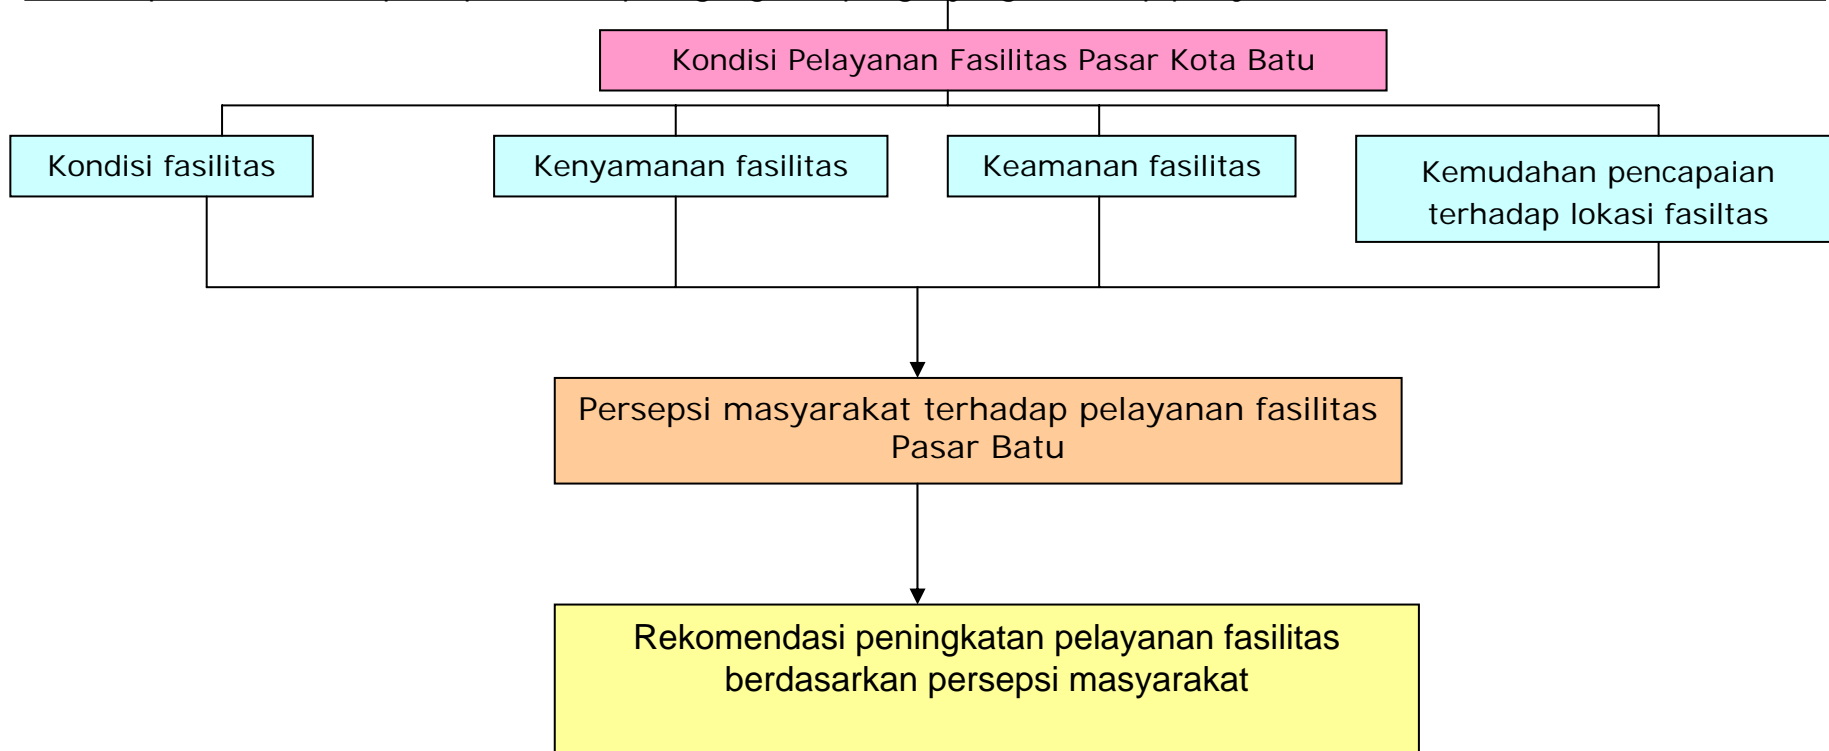 Kondisi Pelayanan Fasilitas Pasar Kota Batu
Kondisi fasilitas
Kenyamanan fasilitas
Keamanan fasilitas
Kemudahan pencapaian
terhadap lokasi fasiltas
Persepsi masyarakat terhadap pelayanan fasilitas
Pasar Batu
Rekomendasi peningkatan pelayanan fasilitas
berdasarkan persepsi masyarakat